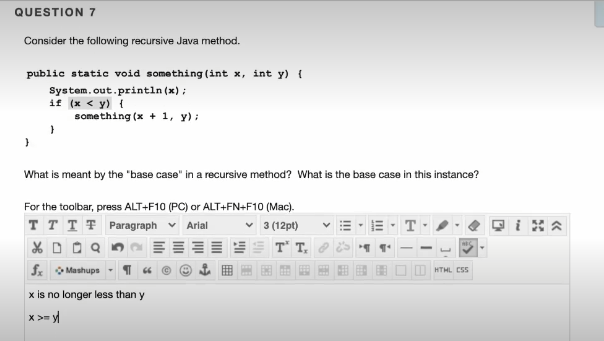 QUESTION 7
Consider the following recursive Java method.
public static void something(int x, int y) {
System.out.println(x);
if (x < y) {
something(x + 1, y);
}
}
What is meant by the "base case" in a recursive method? What is the base case in this instance?
For the toolbar, press ALT+F10 (PC) or ALT+FN+F10 (Mac).
T T T T Paragraph Arial 3 (12pt) T
T T
fx Mashups HTML CSS
x is no longer less than y
x >= y